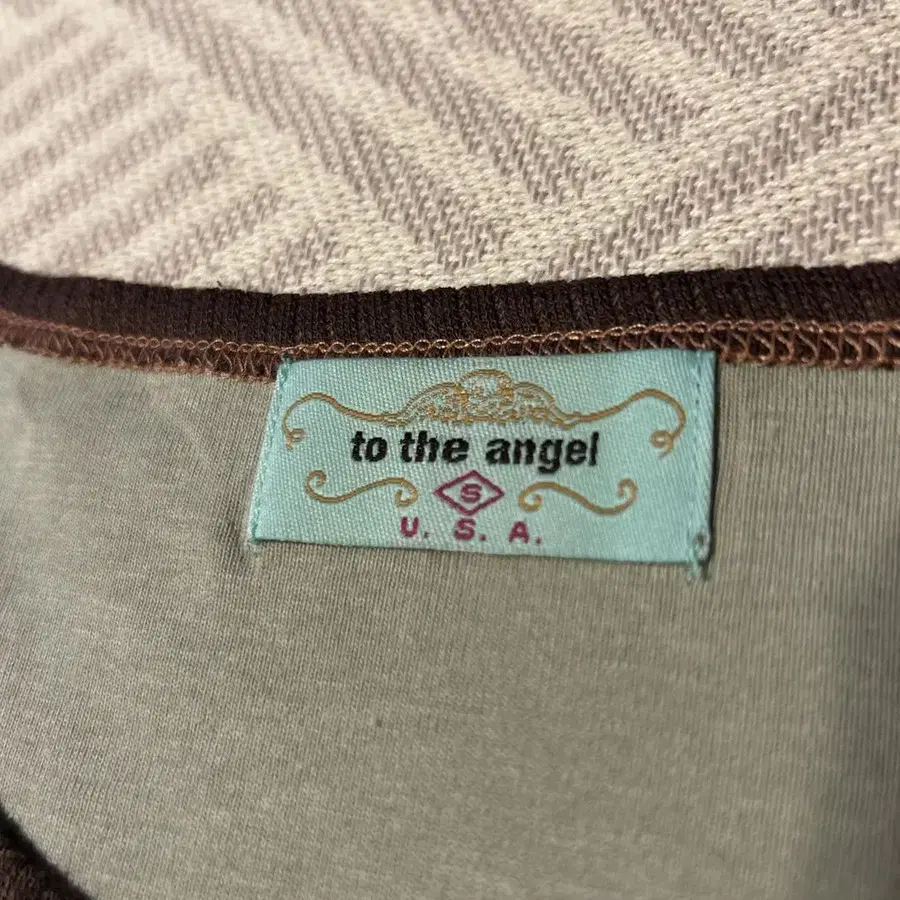 to the angel
S
U. S. A.